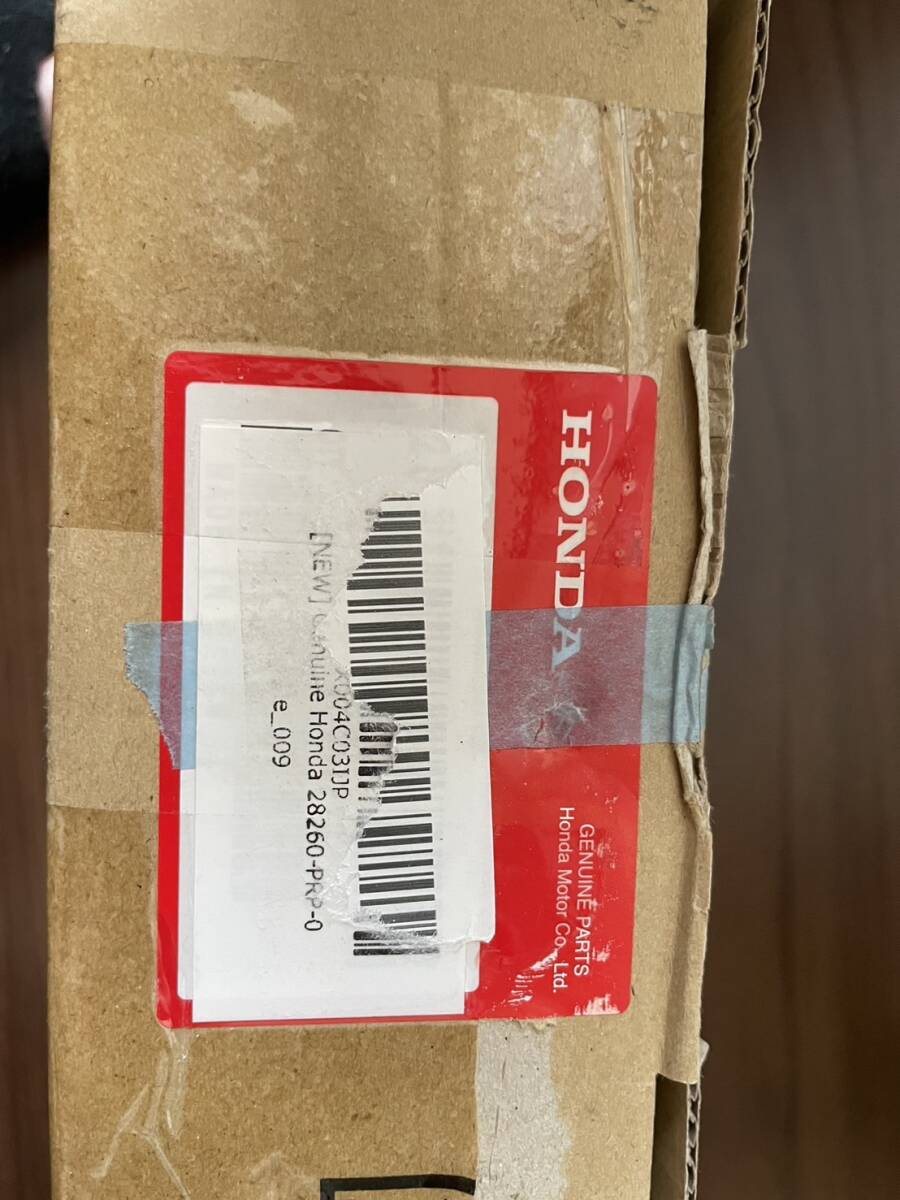 HONDA
GENUINE PARTS
Honda Motor Co., Ltd.
X004C03IJP
[NEW] Genuine Honda 28260-PRP-0
e_009